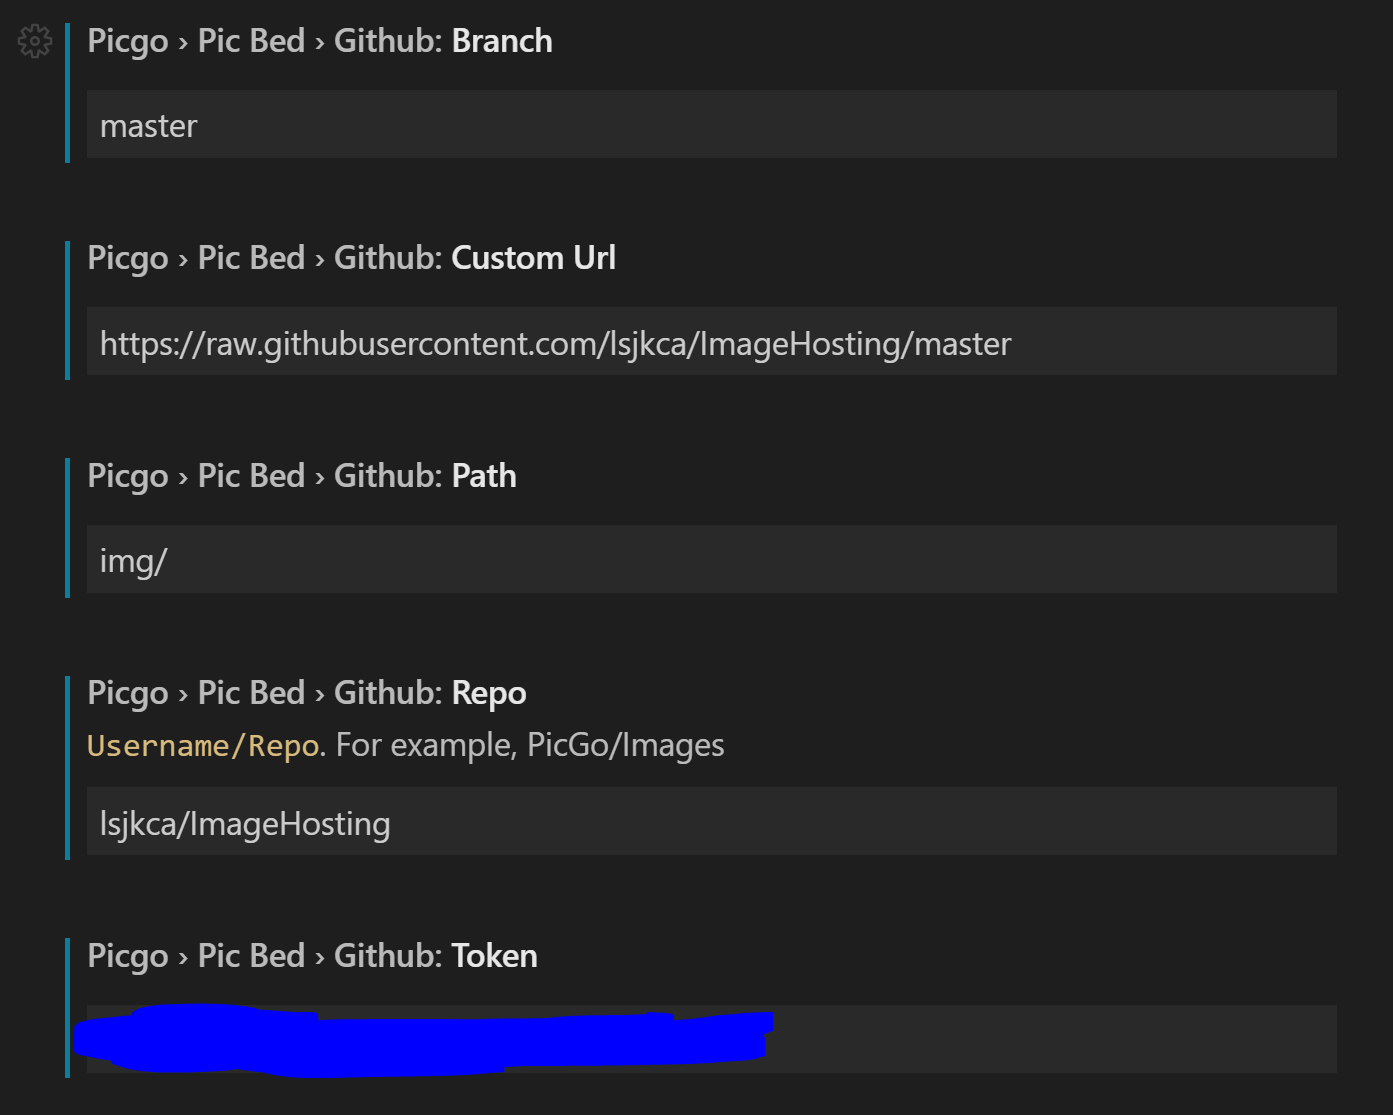 Picgo › Pic Bed › Github: Branch
master
Picgo › Pic Bed › Github: Custom Url
https://raw.githubusercontent.com/lsjkca/ImageHosting/master
Picgo › Pic Bed › Github: Path
img/
Picgo › Pic Bed › Github: Repo
Username/Repo. For example, PicGo/Images
lsjkca/ImageHosting
Picgo › Pic Bed › Github: Token